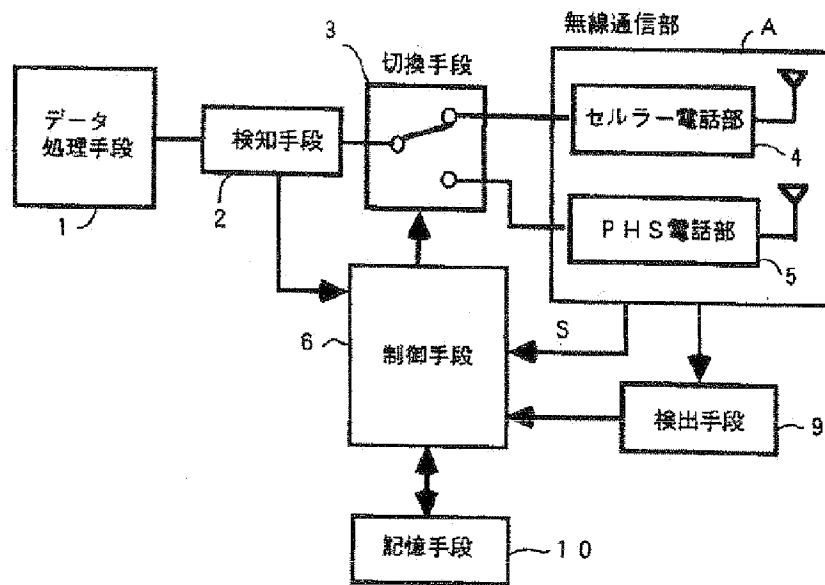 無線通信部
A
3
切換手段
データ
処理手段
1
検知手段
2
セルラー電話部
4
PHS電話部
5
6
制御手段
S
検出手段
9
記憶手段
10